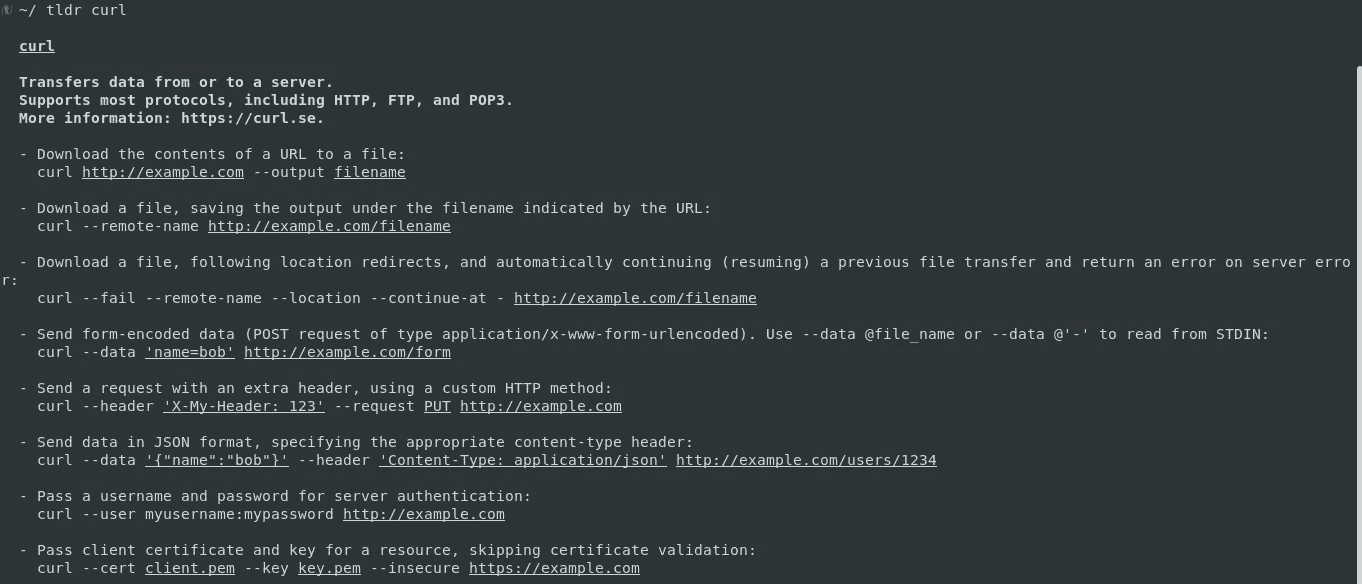 ~/ tldr curl
curl
Transfers data from or to a server.
Supports most protocols, including HTTP, FTP, and POP3.
More information: https://curl.se.
- Download the contents of a URL to a file:
curl http://example.com --output filename
- Download a file, saving the output under the filename indicated by the URL:
curl --remote-name http://example.com/filename
- Download a file, following location redirects, and automatically continuing (resuming) a previous file transfer and return an error on server erro
r:
curl --fail --remote-name --location --continue-at - http://example.com/filename
- Send form-encoded data (POST request of type application/x-www-form-urlencoded). Use --data @file_name or --data @'-' to read from STDIN:
curl --data 'name=bob' http://example.com/form
- Send a request with an extra header, using a custom HTTP method:
curl --header 'X-My-Header: 123' --request PUT http://example.com
- Send data in JSON format, specifying the appropriate content-type header:
curl --data '{"name":"bob"}' --header 'Content-Type: application/json' http://example.com/users/1234
- Pass a username and password for server authentication:
curl --user myusername:mypassword http://example.com
- Pass client certificate and key for a resource, skipping certificate validation:
curl --cert client.pem --key key.pem --insecure https://example.com